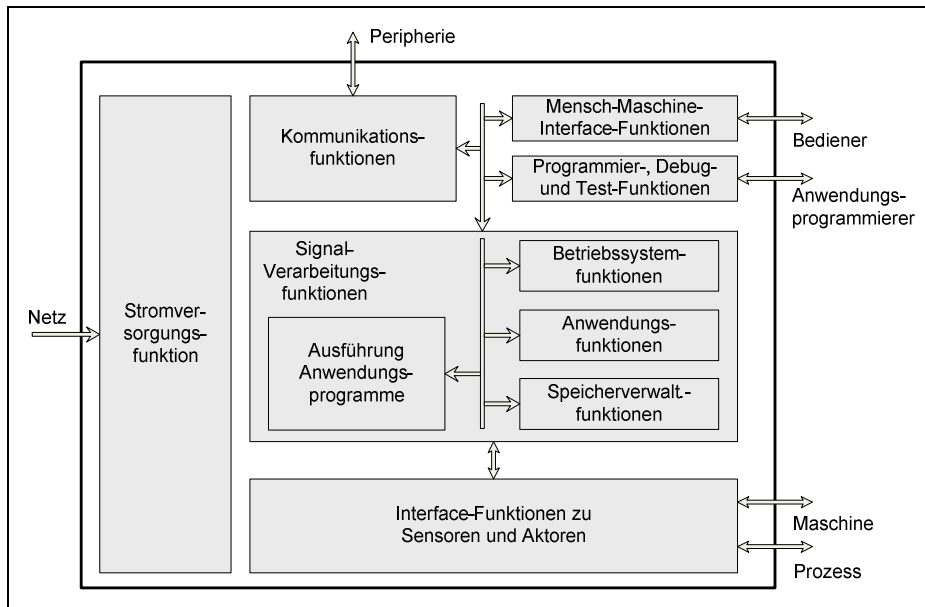 Peripherie
Kommunikations-
funktionen
Mensch-Maschine-
Interface-Funktionen
Bediener
Programmier-, Debug-
und Test-Funktionen
Anwendungs-
programmierer
Netz
Stromver-
sorgungs-
funktion
Signal-
Verarbeitungs-
funktionen
Betriebssystem-
funktionen
Anwendungs-
funktionen
Ausführung
Anwendungs-
programme
Speicherverwalt.-
funktionen
Interface-Funktionen zu
Sensoren und Aktoren
Maschine
Prozess